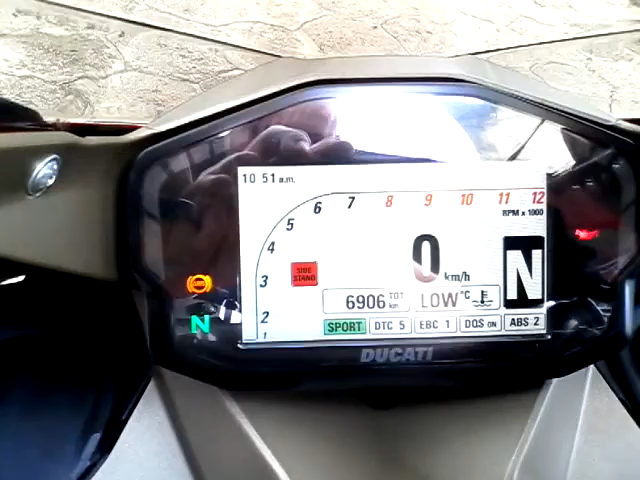 10 51 a.m.
6 7 8 9 10 11 12
RPM x 1000
5
4
3
2
1
SIDE
STAND
0 km/h
N
6906 TOT km
LOW °C
SPORT DTC 5 EBC 1 DQS ON ABS 2
ABS
N
DUCATI